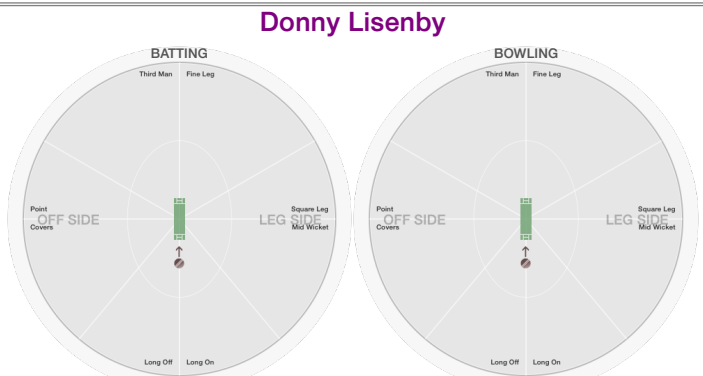 Donny Lisenby
BATTING
Third Man Fine Leg
Point
OFF SIDE
Covers
Square Leg
LEG SIDE
Mid Wicket
Long Off Long On
BOWLING
Third Man Fine Leg
Point
OFF SIDE
Covers
Square Leg
LEG SIDE
Mid Wicket
Long Off Long On